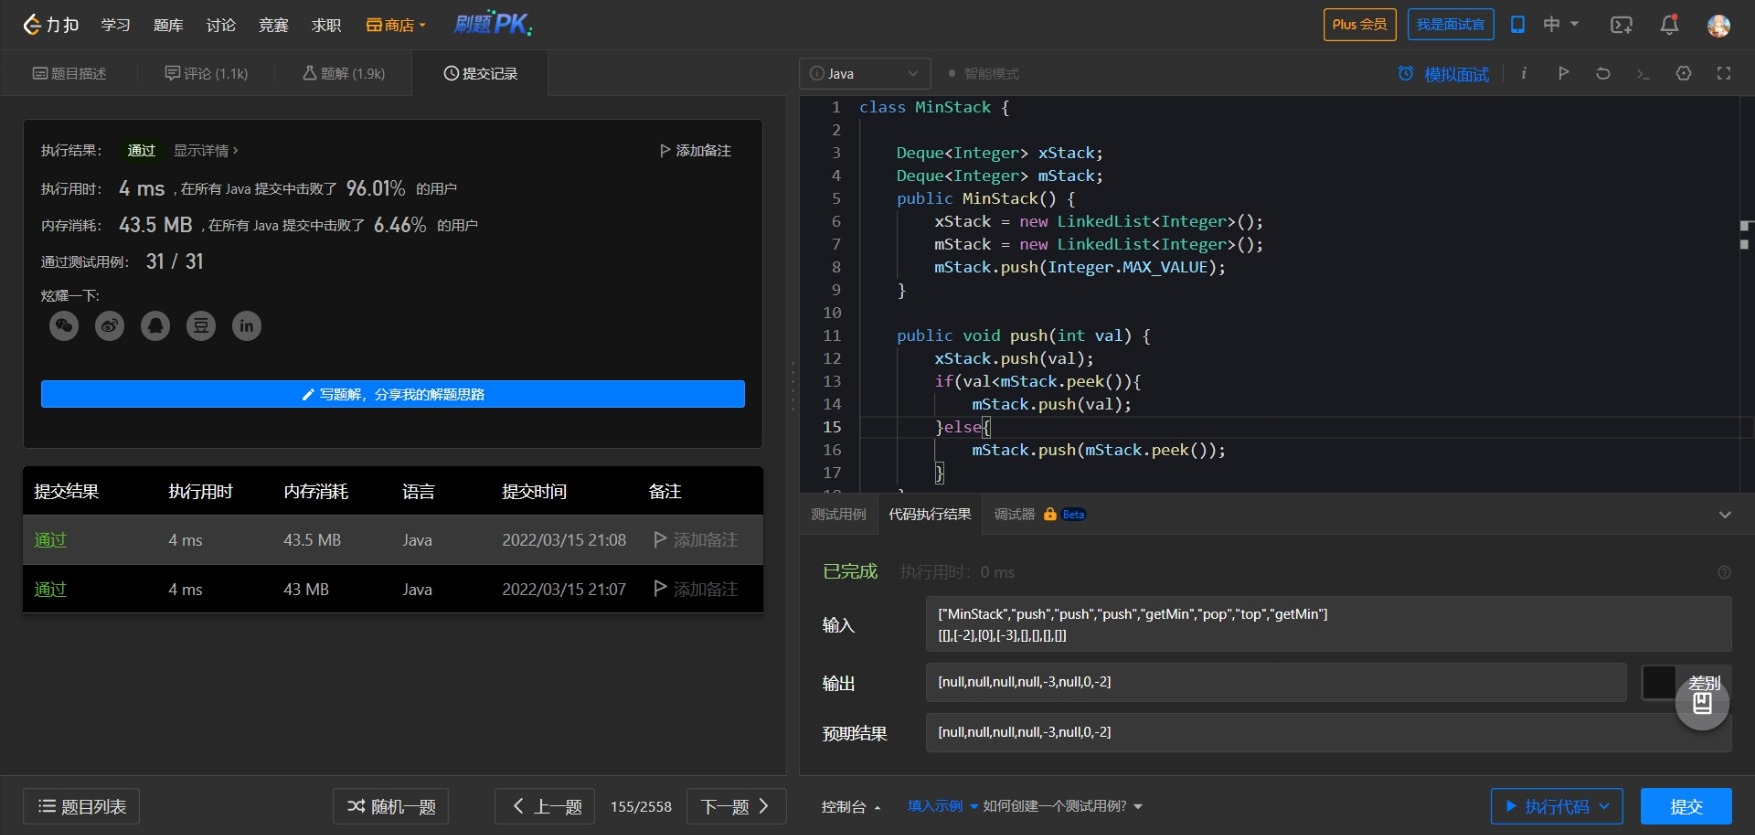 力扣 学习 题库 讨论 竞赛 求职 商店 刷题PK Plus 会员 我是面试官 中
题目描述 评论 (1.1k) 题解 (1.9k) 提交记录
执行结果： 通过 显示详情 › 添加备注
执行用时： 4 ms , 在所有 Java 提交中击败了 96.01% 的用户
内存消耗： 43.5 MB , 在所有 Java 提交中击败了 6.46% 的用户
通过测试用例： 31 / 31
炫耀一下:
豆 in
写题解，分享我的解题思路
提交结果 执行用时 内存消耗 语言 提交时间 备注
通过 4 ms 43.5 MB Java 2022/03/15 21:08 添加备注
通过 4 ms 43 MB Java 2022/03/15 21:07 添加备注
题目列表 随机一题 上一题 155/2558 下一题
Java 智能模式 模拟面试 i
1 class MinStack {
2
3 Deque<Integer> xStack;
4 Deque<Integer> mStack;
5 public MinStack() {
6 xStack = new LinkedList<Integer>();
7 mStack = new LinkedList<Integer>();
8 mStack.push(Integer.MAX_VALUE);
9 }
10
11 public void push(int val) {
12 xStack.push(val);
13 if(val<mStack.peek()){
14 mStack.push(val);
15 }else{
16 mStack.push(mStack.peek());
17 }
测试用例 代码执行结果 调试器 Beta
已完成 执行用时：0 ms
输入
["MinStack","push","push","push","getMin","pop","top","getMin"]
[[],[-2],[0],[-3],[],[],[],[]]
输出 [null,null,null,null,-3,null,0,-2] 差别
预期结果 [null,null,null,null,-3,null,0,-2]
控制台 填入示例 如何创建一个测试用例? 执行代码 提交